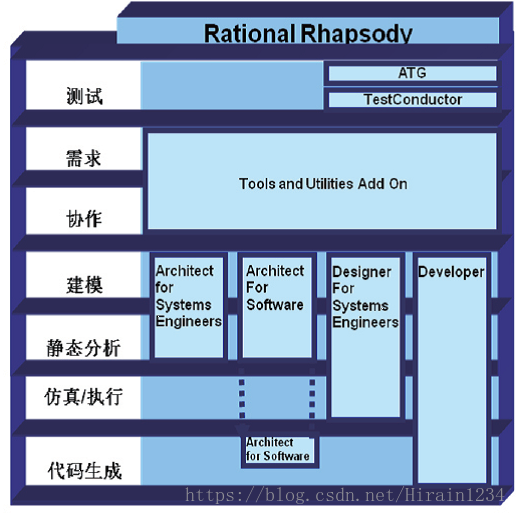 Rational Rhapsody
测试
ATG
TestConductor
需求
Tools and Utilities Add On
协作
建模
Architect
for
Systems
Engineers
Architect
For
Software
Designer
For
Systems
Engineers
Developer
静态分析
仿真/执行
Architect
for Software
代码生成
https://blog.csdn.net/Hirain1234